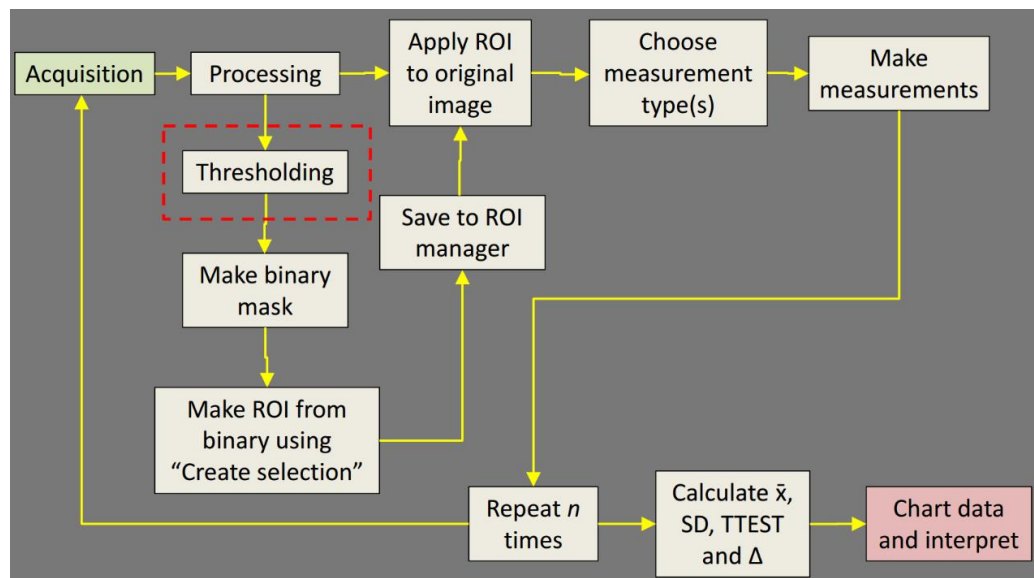 Acquisition
Processing
Apply ROI
to original
image
Choose
measurement
type(s)
Make
measurements
Thresholding
Save to ROI
manager
Make binary
mask
Make ROI from
binary using
“Create selection”
Repeat n
times
Calculate x̄,
SD, TTEST
and Δ
Chart data
and interpret